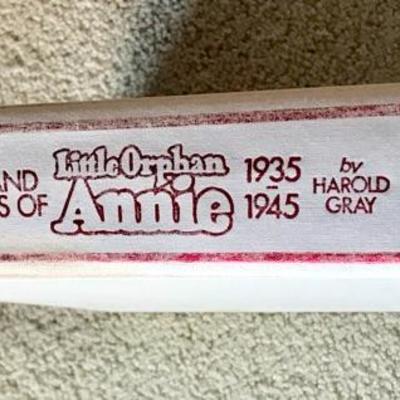 AND
S OF
Little Orphan
Annie
1935
-
1945
by
HAROLD
GRAY